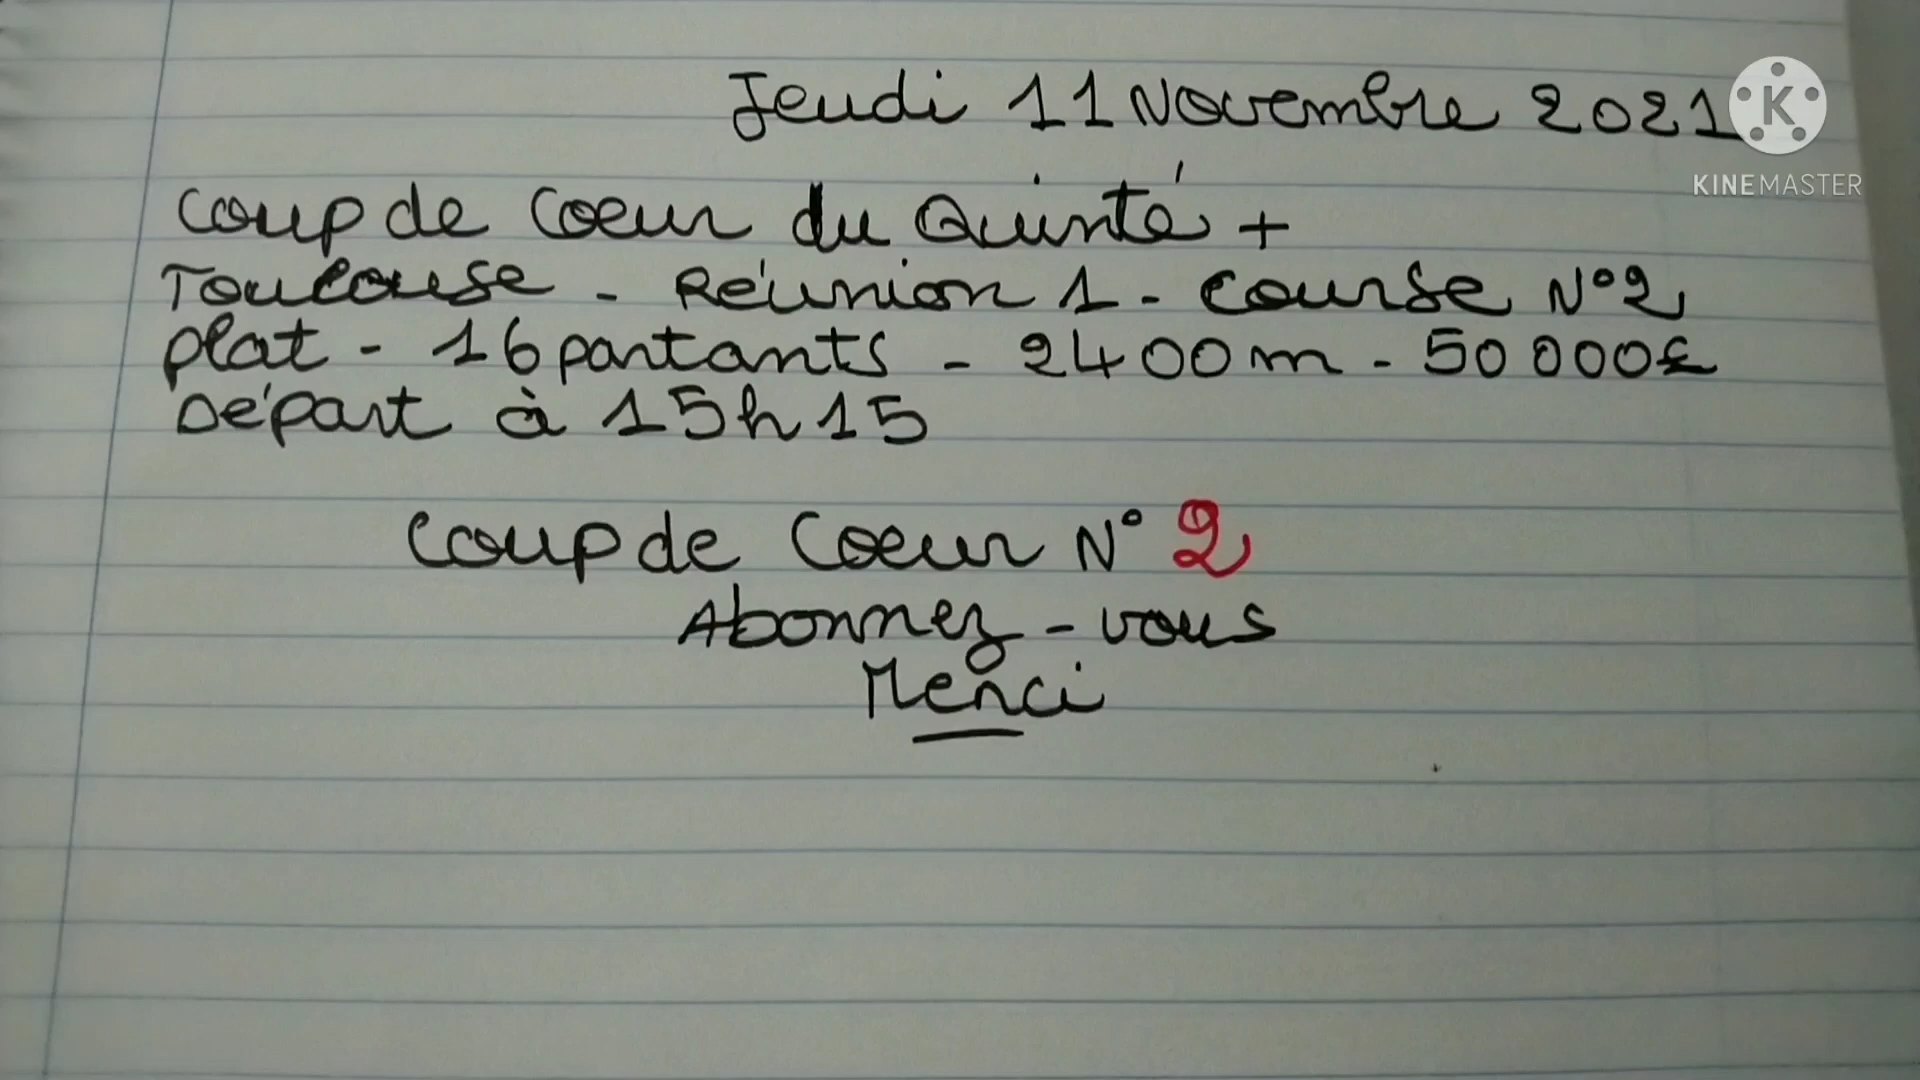 Jeudi 11 Novembre 2021
KINEMASTER
Coup de Coeur du Quinté +
Toulouse - Réunion 1 - Course N°2
plat - 16 partants - 2400m - 50 000£
Départ à 15h15
Coup de Coeur N° 2
Abonnez-vous
Merci